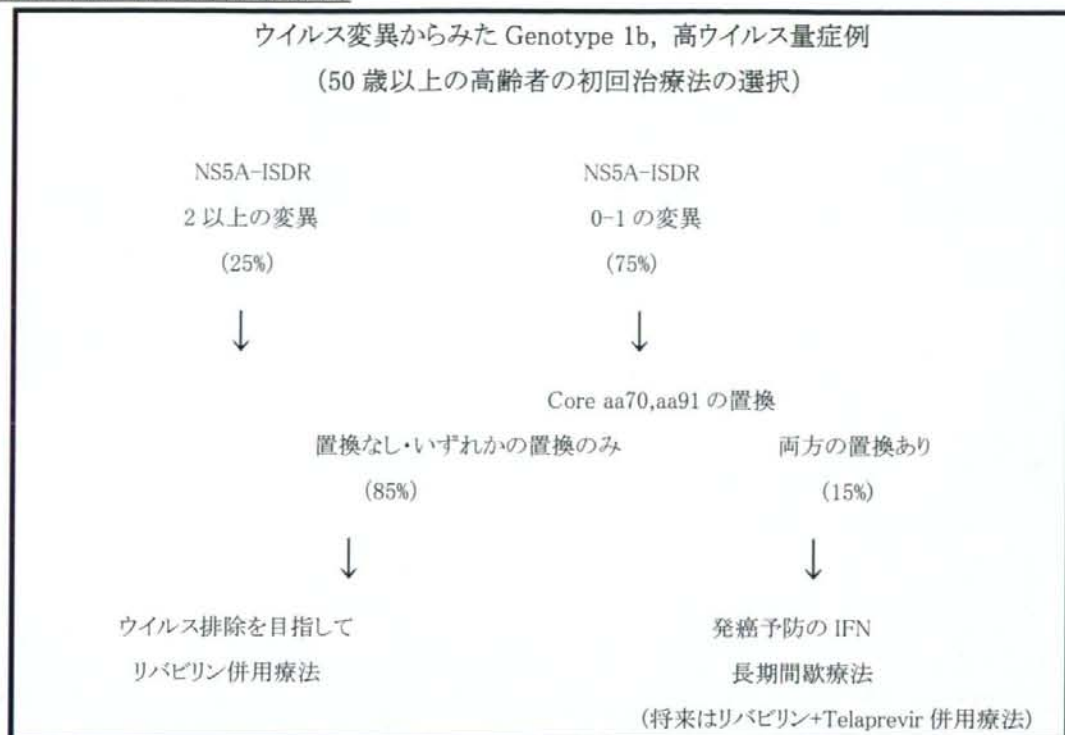 ウイルス変異からみた Genotype 1b, 高ウイルス量症例
(50 歳以上の高齢者の初回治療法の選択)
NS5A-ISDR NS5A-ISDR
2 以上の変異 0-1 の変異
(25%) (75%)
↓ ↓
Core aa70,aa91 の置換
置換なし・いずれかの置換のみ 両方の置換あり
(85%) (15%)
↓ ↓
ウイルス排除を目指して 発癌予防の IFN
リバビリン併用療法 長期間歇療法
(将来はリバビリン+Telaprevir 併用療法)